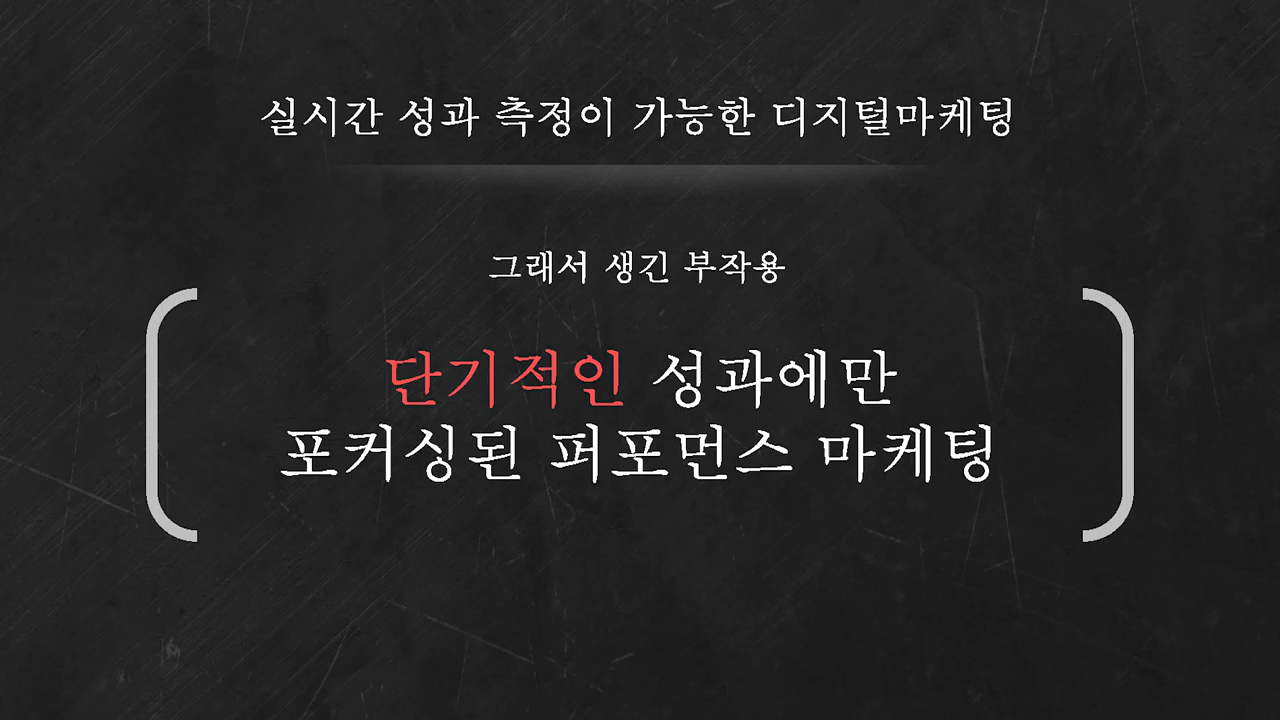 실시간 성과 측정이 가능한 디지털마케팅
그래서 생긴 부작용
단기적인 성과에만
포커싱된 퍼포먼스 마케팅